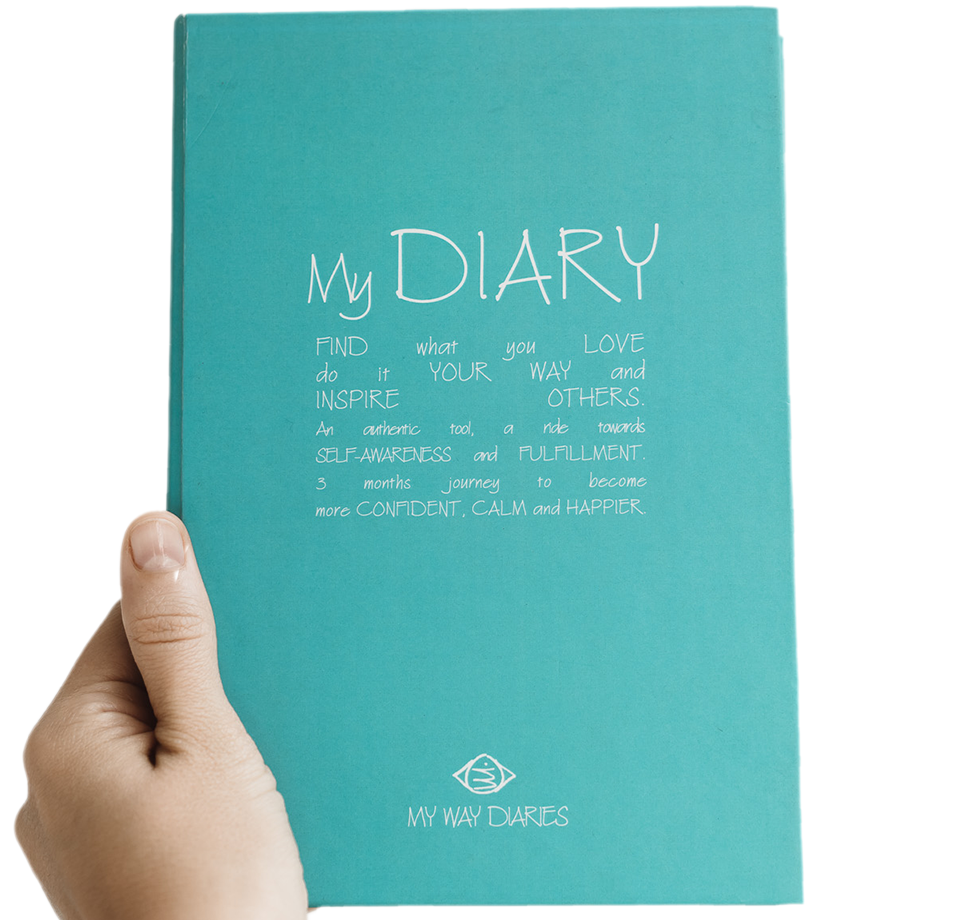 My DIARY
FIND what you LOVE
do it YOUR WAY and
INSPIRE OTHERS.
An authentic tool, a ride towards
SELF-AWARENESS and FULFILLMENT.
3 months journey to become
more CONFIDENT, CALM and HAPPIER.
MY WAY DIARIES